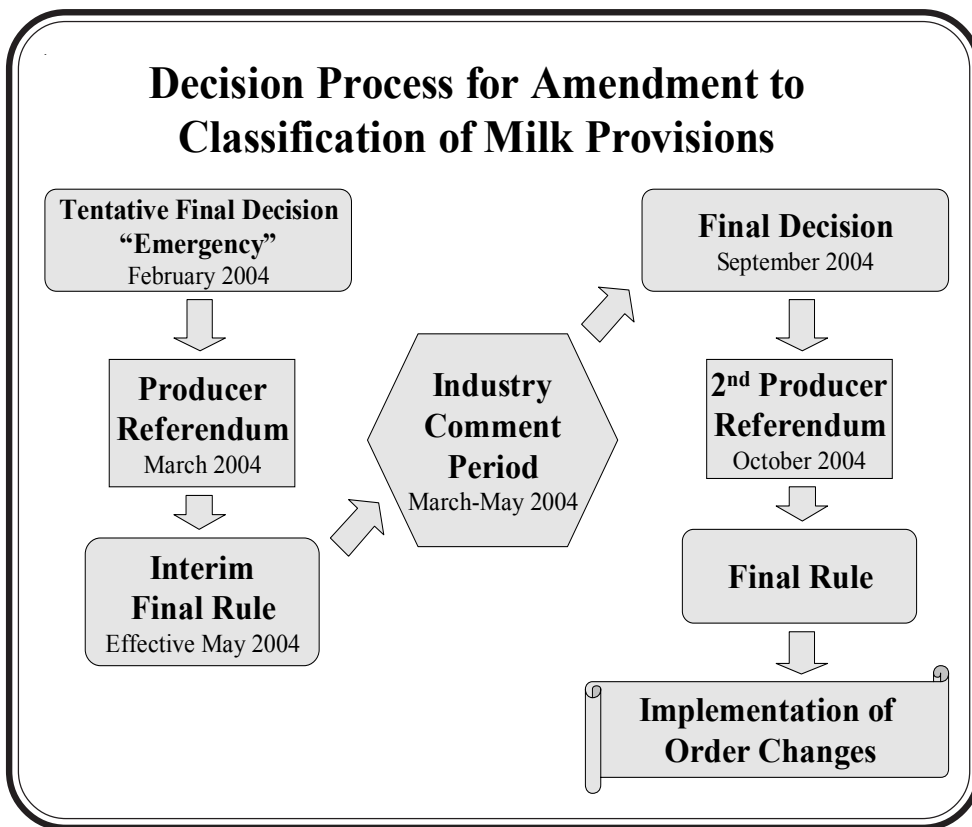 Decision Process for Amendment to
Classification of Milk Provisions
Tentative Final Decision
“Emergency”
February 2004
Producer
Referendum
March 2004
Interim
Final Rule
Effective May 2004
Industry
Comment
Period
March-May 2004
Final Decision
September 2004
2nd Producer
Referendum
October 2004
Final Rule
Implementation of
Order Changes